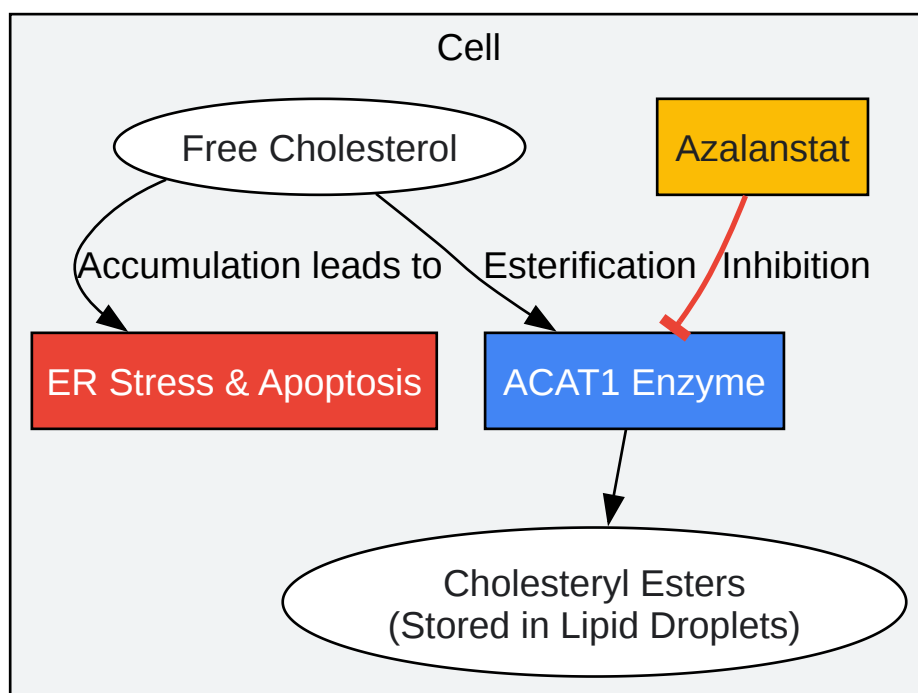 Cell
Free Cholesterol
Azalanstat
Accumulation leads to
Esterification
Inhibition
ER Stress & Apoptosis
ACAT1 Enzyme
Cholesteryl Esters
(Stored in Lipid Droplets)